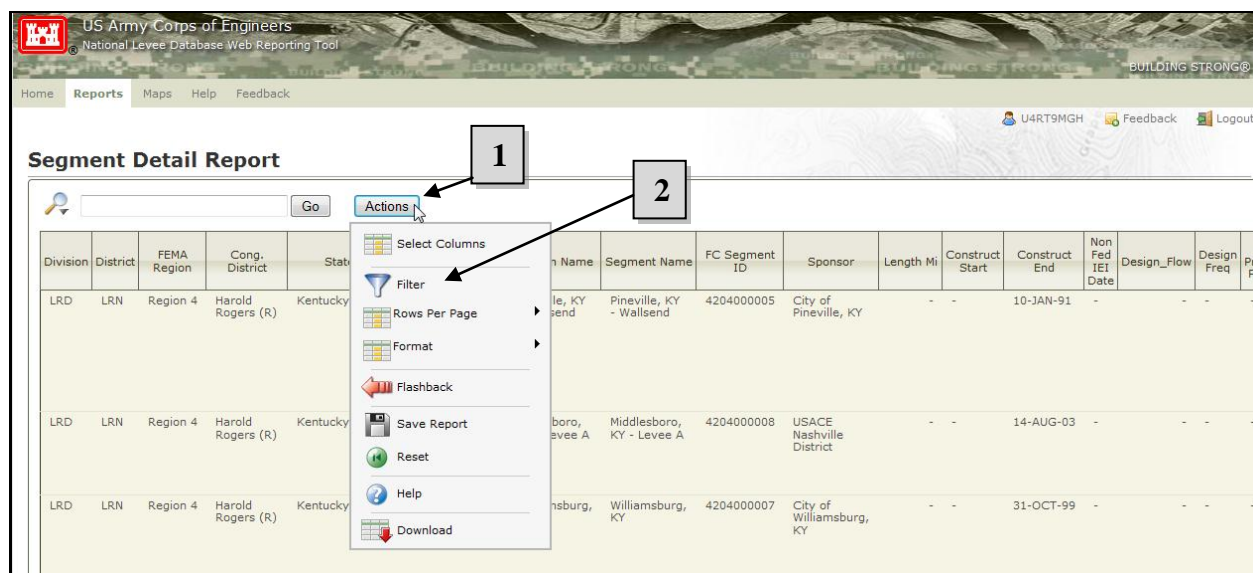 US Army Corps of Engineers
®
National Levee Database Web Reporting Tool
BUILDING STRONG®
Home Reports Maps Help Feedback
U4RT9MGH Feedback Logout
Segment Detail Report
1
2
Go Actions
Select Columns
Filter
Rows Per Page
Format
Flashback
Save Report
Reset
Help
Download
Division District FEMA Region Cong. District Segment Name FC Segment ID Sponsor Length Mi Construct Start Construct End Non Fed IEI Date Design_Flow Design Freq
LRD LRN Region 4 Harold Kentucky le, KY Pineville, KY 4204000005 City of - - 10-JAN-91 - - -
Rogers (R) send - Wallsend Pineville, KY
LRD LRN Region 4 Harold Kentucky boro, Middlesboro, 4204000008 USACE - - 14-AUG-03 - - -
Rogers (R) evee A KY - Levee A Nashville
District
LRD LRN Region 4 Harold Kentucky nsburg, Williamsburg, 4204000007 City of - - 31-OCT-99 - - -
Rogers (R) KY Williamsburg,
KY